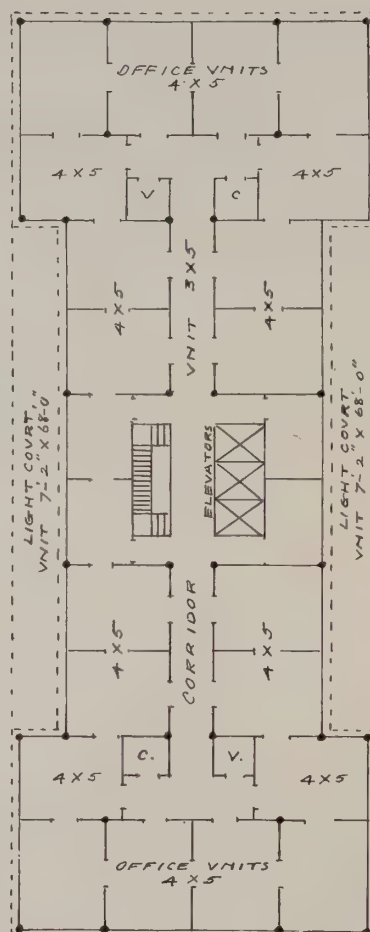 OFFICE VNITS
4 X 5
4 X 5
V
C
4 X 5
VNIT 3 X 5
4 X 5
4 X 5
LIGHT COURT
VNIT 7'-2" X 68'-0"
ELEVATORS
LIGHT COURT
VNIT 7'-2" X 68'-0"
4 X 5
CORRIDOR
4 X 5
4 X 5
C.
V.
4 X 5
OFFICE VNITS
4 X 5